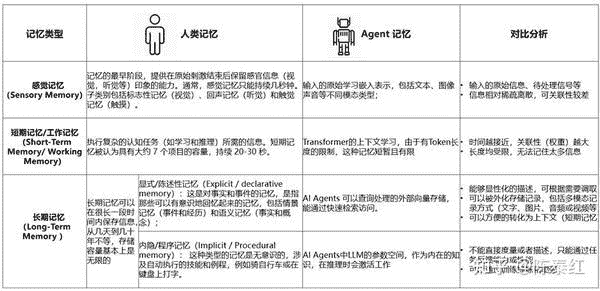 记忆类型
人类记忆
Agent 记忆
对比分析
感觉记忆
(Sensory Memory)
记忆的最早阶段，提供在原始刺激结束后保留感官信息（视
觉，听觉等）印象的能力。通常，感官记忆只能持续几秒钟。
子类别包括标志性记忆（视觉）、回声记忆（听觉）和触觉
记忆（触摸）。
输入的原始学习嵌入表示，包括文本、图像
声音等不同模态类型；
• 输入的原始信息、待处理信号等
• 信息相对稀疏离散，可关联性较差
短期记忆/工作记忆
(Short-Term
Memory/ Working
Memory)
执行复杂的认知任务（如学习和推理）所需的信息。短期记
忆被认为具有大约 7 个项目的容量，持续 20-30 秒。
Transformer的上下文学习，由于有Token长
度的限制，这种记忆短暂且有限
• 时间越接近，关联性（权重）越大
• 长度均受限，无法记住太多信息
长期记忆
(Long-Term
Memory )
长期记忆可以
在很长一段时
间内保存信息，
从几天到几十
年不等，存储
容量基本上是
无限的
显式/陈述性记忆（Explicit / declarative
memory）：这是对事实和事件的记忆，是指
那些可以有意识地回忆起来的记忆，包括情景
记忆（事件和经历）和语义记忆（事实和概
念）；
AI Agents 可以查询处理的外部向量存储，
能通过快速检索访问。
• 能够显性化的描述，可根据需要调取
• 可以被外化存储记录，包括多模态记
录方式（文字、图片、音频或视频等）
• 可以方便的转化为上下文（短期记忆）
内隐/程序记忆（Implicit / Procedural
memory）：这种类型的记忆是无意识的，涉
及自动执行的技能和例程，例如骑自行车或在
键盘上打字。
AI Agents中LLM的参数空间，作为内在的知
识，在推理时会激活工作
• 不能直接度量或者描述，只能通过任
知乎 @陈泰红